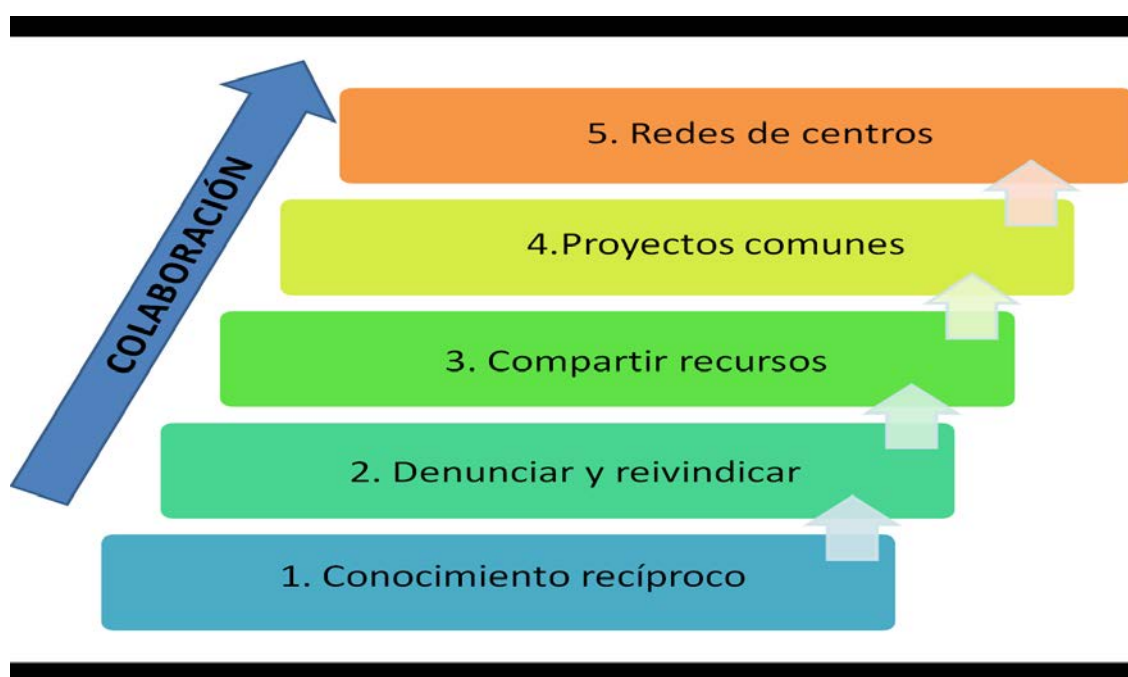 COLABORACIÓN
5. Redes de centros
4.Proyectos comunes
3. Compartir recursos
2. Denunciar y reivindicar
1. Conocimiento recíproco